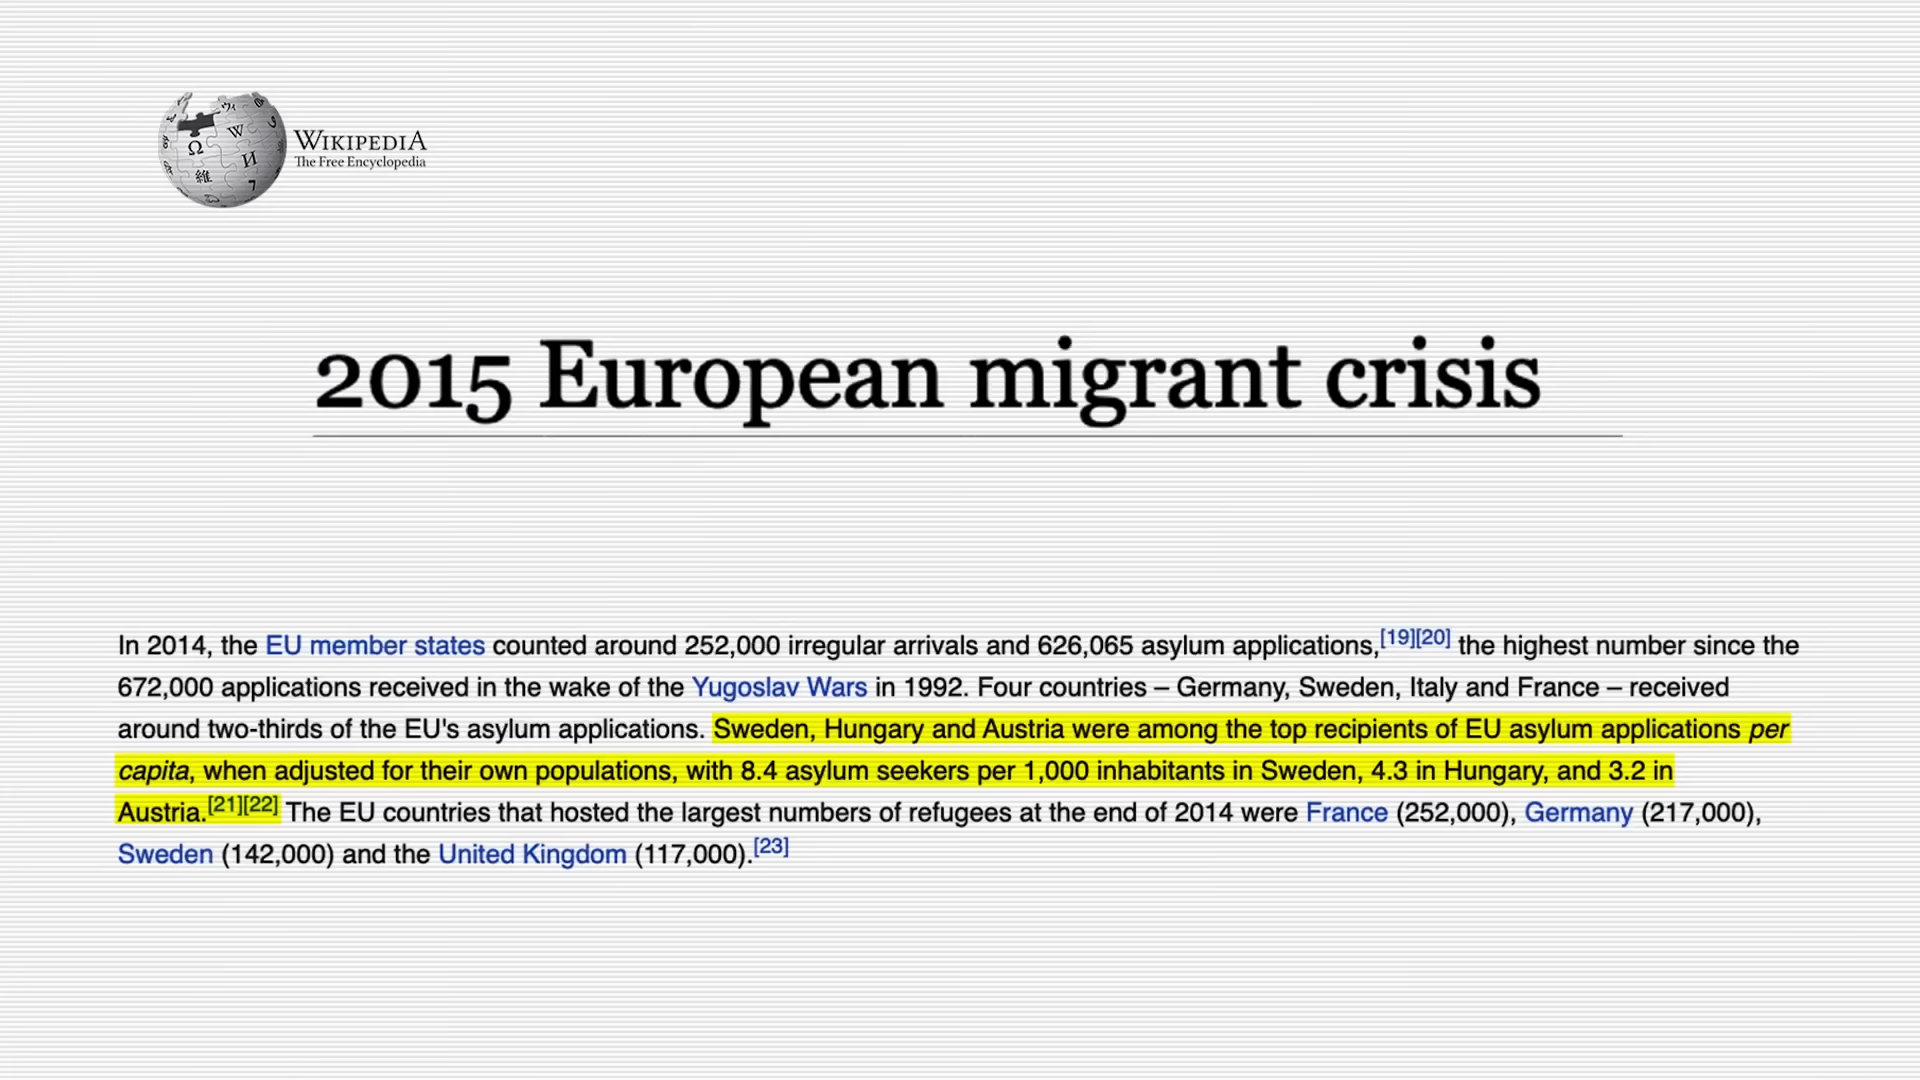 WIKIPEDIA
The Free Encyclopedia
2015 European migrant crisis
In 2014, the EU member states counted around 252,000 irregular arrivals and 626,065 asylum applications,[19][20] the highest number since the
672,000 applications received in the wake of the Yugoslav Wars in 1992. Four countries – Germany, Sweden, Italy and France – received
around two-thirds of the EU's asylum applications. Sweden, Hungary and Austria were among the top recipients of EU asylum applications per
capita, when adjusted for their own populations, with 8.4 asylum seekers per 1,000 inhabitants in Sweden, 4.3 in Hungary, and 3.2 in
Austria.[21][22] The EU countries that hosted the largest numbers of refugees at the end of 2014 were France (252,000), Germany (217,000),
Sweden (142,000) and the United Kingdom (117,000).[23]